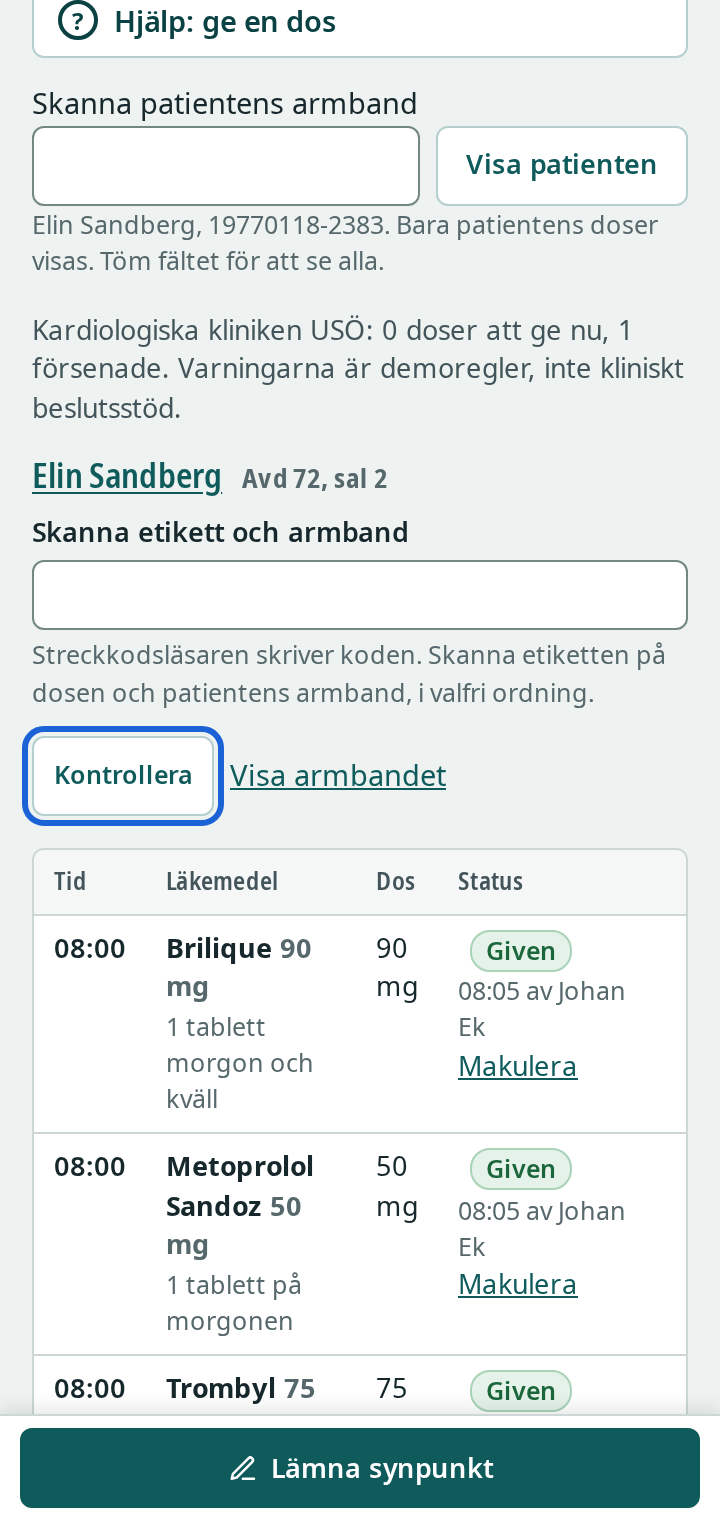 ? Hjälp: ge en dos
Skanna patientens armband
Visa patienten
Elin Sandberg, 19770118-2383. Bara patientens doser
visas. Töm fältet för att se alla.
Kardiologiska kliniken USÖ: 0 doser att ge nu, 1
försenade. Varningarna är demoregler, inte kliniskt
beslutsstöd.
Elin Sandberg Avd 72, sal 2
Skanna etikett och armband
Streckkodsläsaren skriver koden. Skanna etiketten på
dosen och patientens armband, i valfri ordning.
Kontrollera Visa armbandet
Tid Läkemedel Dos Status
08:00 Brilique 90 mg
1 tablett morgon och kväll
90 mg
Given
08:05 av Johan Ek
Makulera
08:00 Metoprolol Sandoz 50 mg
1 tablett på morgonen
50 mg
Given
08:05 av Johan Ek
Makulera
08:00 Trombyl 75 75 Given
Lämna synpunkt